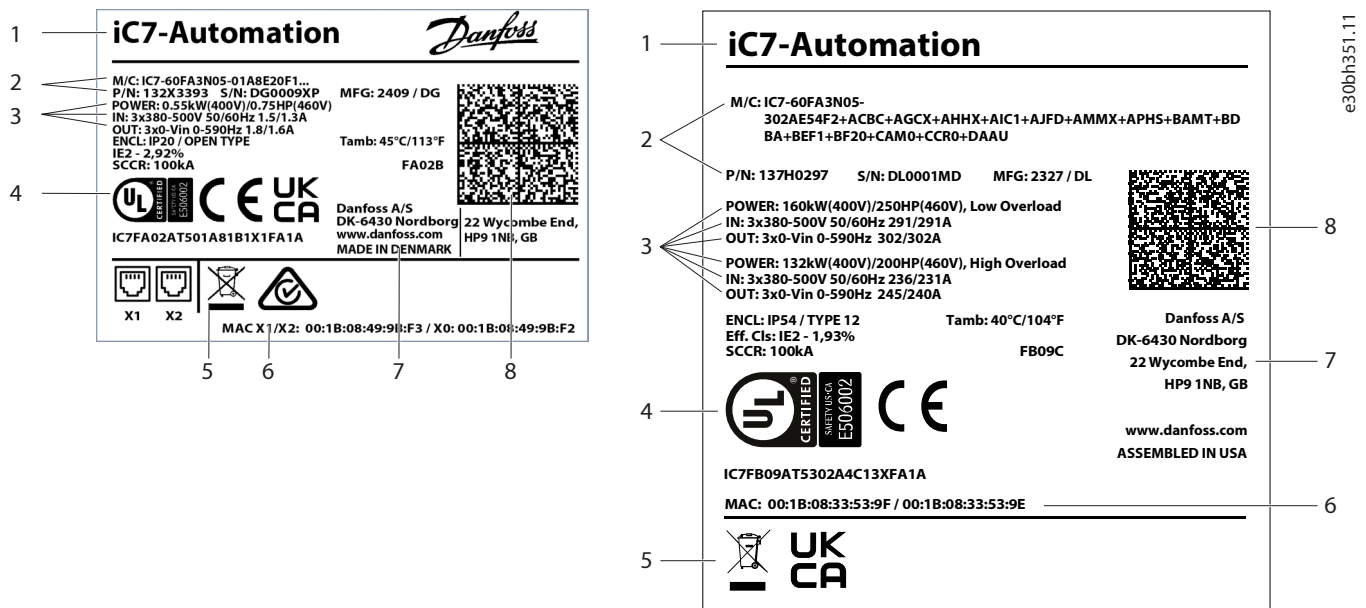 1
iC7-Automation
Danfoss
2
M/C: IC7-60FA3N05-01A8E20F1...
P/N: 132X3393 S/N: DG0009XP MFG: 2409 / DG
3
POWER: 0.55kW(400V)/0.75HP(460V)
IN: 3x380-500V 50/60Hz 1.5/1.3A
OUT: 3x0-Vin 0-590Hz 1.8/1.6A
ENCL: IP20 / OPEN TYPE Tamb: 45°C/113°F
IE2 - 2,92% FA02B
SCCR: 100kA
4
UL ® CERTIFIED SAFETY US•CA E506002 CE UK CA
Danfoss A/S
DK-6430 Nordborg
www.danfoss.com
MADE IN DENMARK
22 Wycombe End,
HP9 1NB, GB
IC7FA02AT501A81B1X1FA1A
X1 X2
MAC X1/X2: 00:1B:08:49:9B:F3 / X0: 00:1B:08:49:9B:F2
5 6 7 8
1
iC7-Automation
2
M/C: IC7-60FA3N05-
302AE54F2+ACBC+AGCX+AHHX+AIC1+AJFD+AMMX+APHS+BAMT+BD
BA+BEF1+BF20+CAM0+CCR0+DAAU
P/N: 137H0297 S/N: DL0001MD MFG: 2327 / DL
3
POWER: 160kW(400V)/250HP(460V), Low Overload
IN: 3x380-500V 50/60Hz 291/291A
OUT: 3x0-Vin 0-590Hz 302/302A
POWER: 132kW(400V)/200HP(460V), High Overload
IN: 3x380-500V 50/60Hz 236/231A
OUT: 3x0-Vin 0-590Hz 245/240A
8
ENCL: IP54 / TYPE 12 Tamb: 40°C/104°F
Eff. Cls: IE2 - 1,93%
SCCR: 100kA FB09C
Danfoss A/S
DK-6430 Nordborg
22 Wycombe End,
HP9 1NB, GB
7
www.danfoss.com
ASSEMBLED IN USA
4
UL ® CERTIFIED SAFETY US•CA E506002 CE
IC7FB09AT5302A4C13XFA1A
MAC: 00:1B:08:33:53:9F / 00:1B:08:33:53:9E
6
5
UK
CA
e30bh351.11